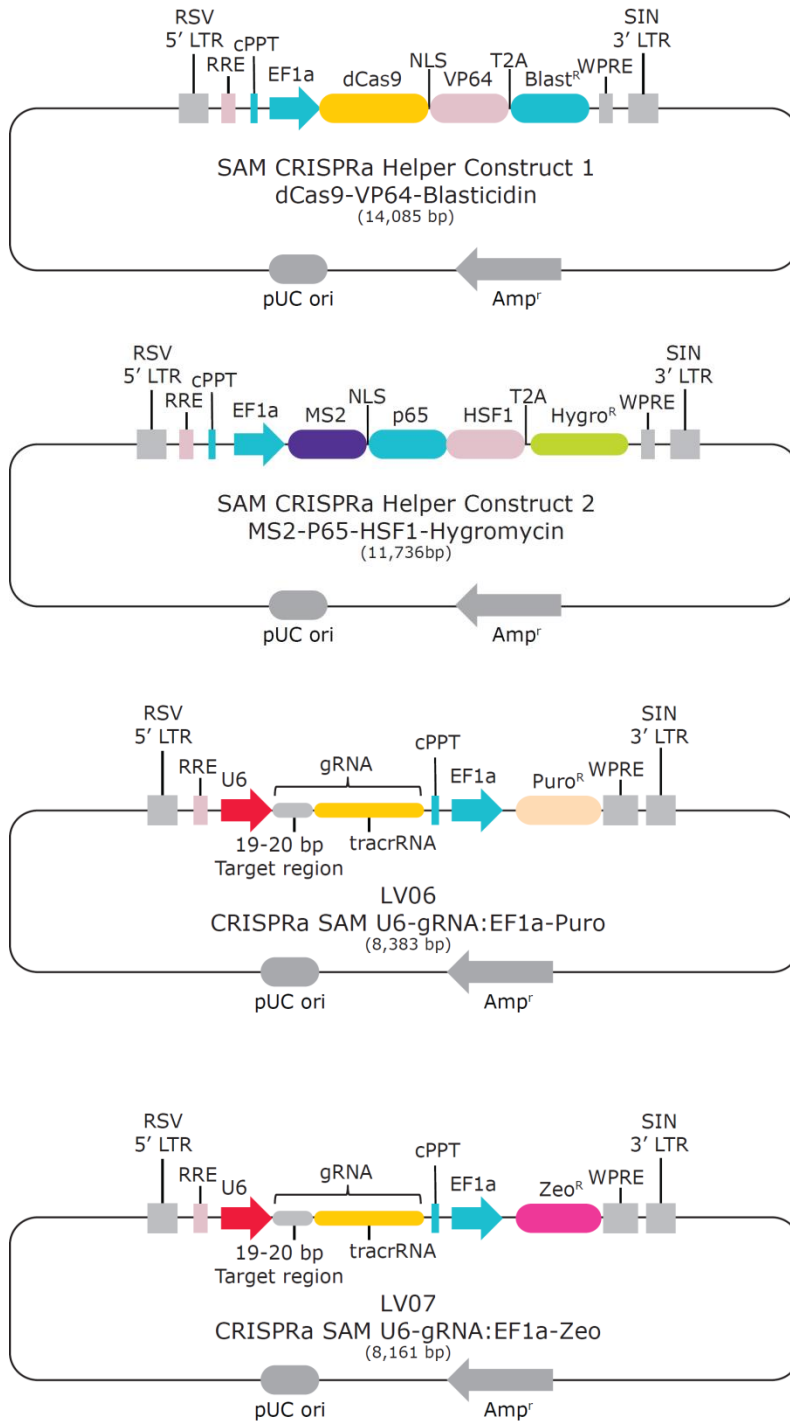 RSV
5′ LTR
RRE
cPPT
EF1a
dCas9
NLS
VP64
T2A
Blastᴿ
WPRE
SIN
3′ LTR
SAM CRISPRa Helper Construct 1
dCas9-VP64-Blasticidin
(14,085 bp)
pUC ori
Ampʳ
RSV
5′ LTR
RRE
cPPT
EF1a
MS2
NLS
p65
HSF1
T2A
Hygroᴿ
WPRE
SIN
3′ LTR
SAM CRISPRa Helper Construct 2
MS2-P65-HSF1-Hygromycin
(11,736bp)
pUC ori
Ampʳ
RSV
5′ LTR
RRE
U6
gRNA
cPPT
EF1a
Puroᴿ
WPRE
SIN
3′ LTR
19-20 bp
Target region
tracrRNA
LV06
CRISPRa SAM U6-gRNA:EF1a-Puro
(8,383 bp)
pUC ori
Ampʳ
RSV
5′ LTR
RRE
U6
gRNA
cPPT
EF1a
Zeoᴿ
WPRE
SIN
3′ LTR
19-20 bp
Target region
tracrRNA
LV07
CRISPRa SAM U6-gRNA:EF1a-Zeo
(8,161 bp)
pUC ori
Ampʳ